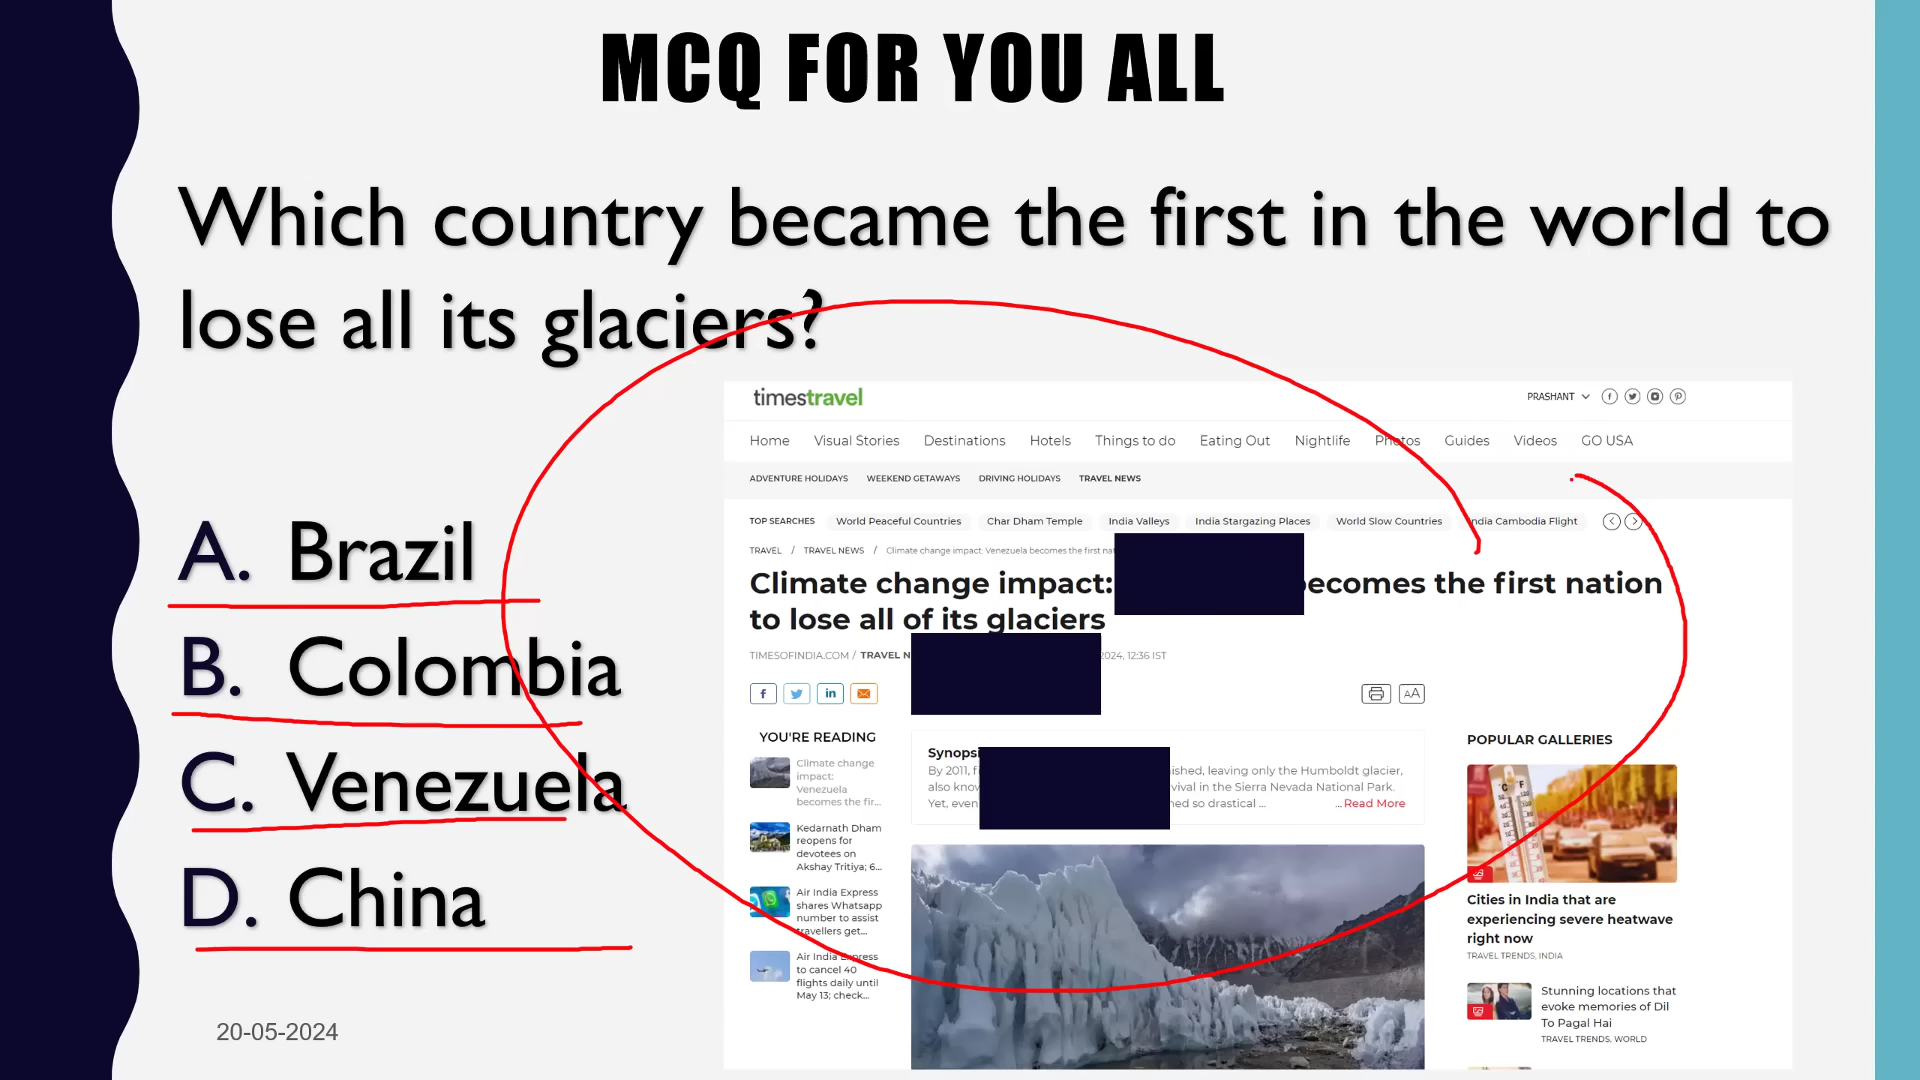 MCQ FOR YOU ALL
Which country became the first in the world to
lose all its glaciers?
A. Brazil
B. Colombia
C. Venezuela
D. China
20-05-2024
timestravel
PRASHANT
Home Visual Stories Destinations Hotels Things to do Eating Out Nightlife Photos Guides Videos GO USA
ADVENTURE HOLIDAYS WEEKEND GETAWAYS DRIVING HOLIDAYS TRAVEL NEWS
TOP SEARCHES World Peaceful Countries Char Dham Temple India Valleys India Stargazing Places World Slow Countries India Cambodia Flight
TRAVEL / TRAVEL NEWS / Climate change impact: Venezuela becomes the first
Climate change impact: ecomes the first nation
to lose all of its glaciers
TIMESOFINDIA.COM / TRAVEL 2024, 12:36 IST
AA
YOU'RE READING
Climate change
impact:
Venezuela
becomes the fir...
Kedarnath Dham
reopens for
devotees on
Akshay Tritiya; 6...
Air India Express
shares Whatsapp
number to assist
travellers get...
Air India Express
to cancel 40
flights daily until
May 13; check...
Synops
By 2011, ished, leaving only the Humboldt glacier,
also know vival in the Sierra Nevada National Park.
Yet, even ed so drastical ... ... Read More
POPULAR GALLERIES
Cities in India that are
experiencing severe heatwave
right now
TRAVEL TRENDS, INDIA
Stunning locations that
evoke memories of Dil
To Pagal Hai
TRAVEL TRENDS, WORLD